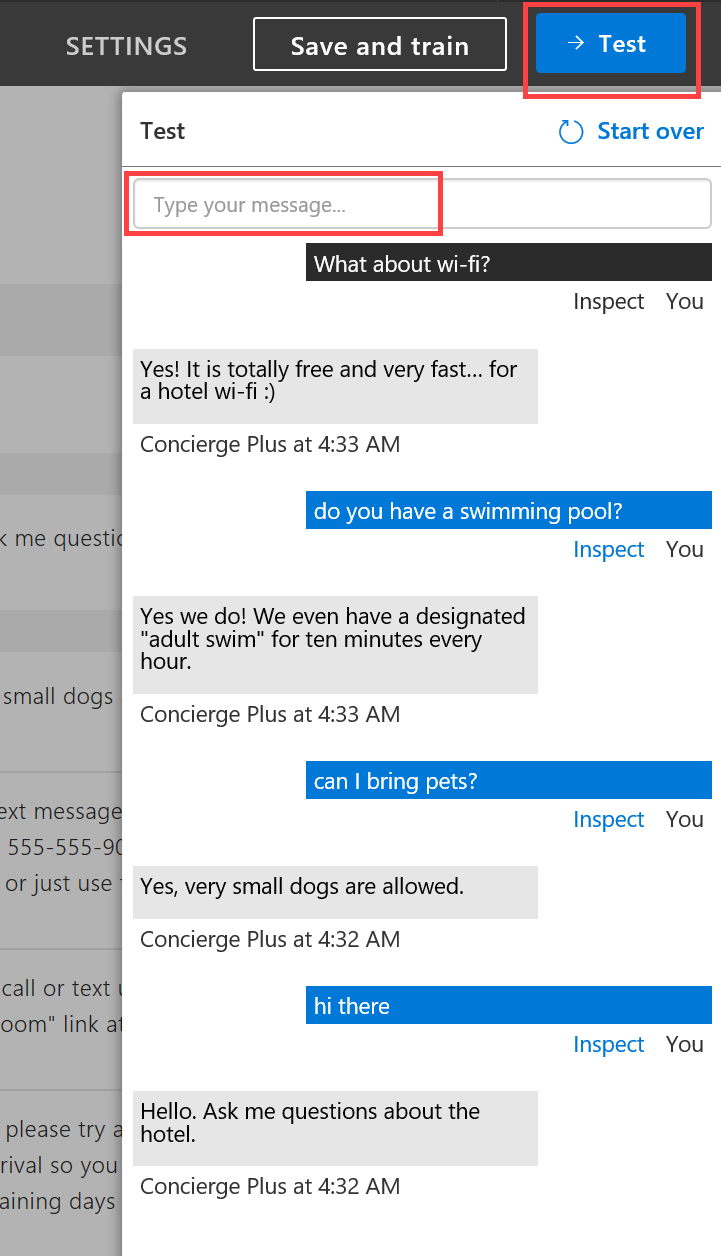 SETTINGS
Save and train
→ Test
Test
Start over
Type your message...
What about wi-fi?
Inspect You
Yes! It is totally free and very fast... for
a hotel wi-fi :)
Concierge Plus at 4:33 AM
do you have a swimming pool?
Inspect You
k me questic
Yes we do! We even have a designated
"adult swim" for ten minutes every
hour.
small dogs
Concierge Plus at 4:33 AM
can I bring pets?
ext message
Inspect You
555-555-90
or just use
Yes, very small dogs are allowed.
Concierge Plus at 4:32 AM
call or text
hi there
oom" link at
Inspect You
Hello. Ask me questions about the
hotel.
please try a
rival so you
Concierge Plus at 4:32 AM
aining days